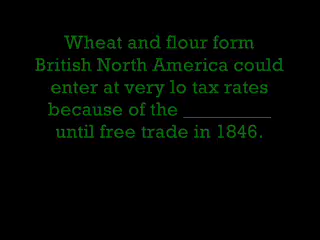 Wheat and flour form
British North America could
enter at very lo tax rates
because of the ________
until free trade in 1846.